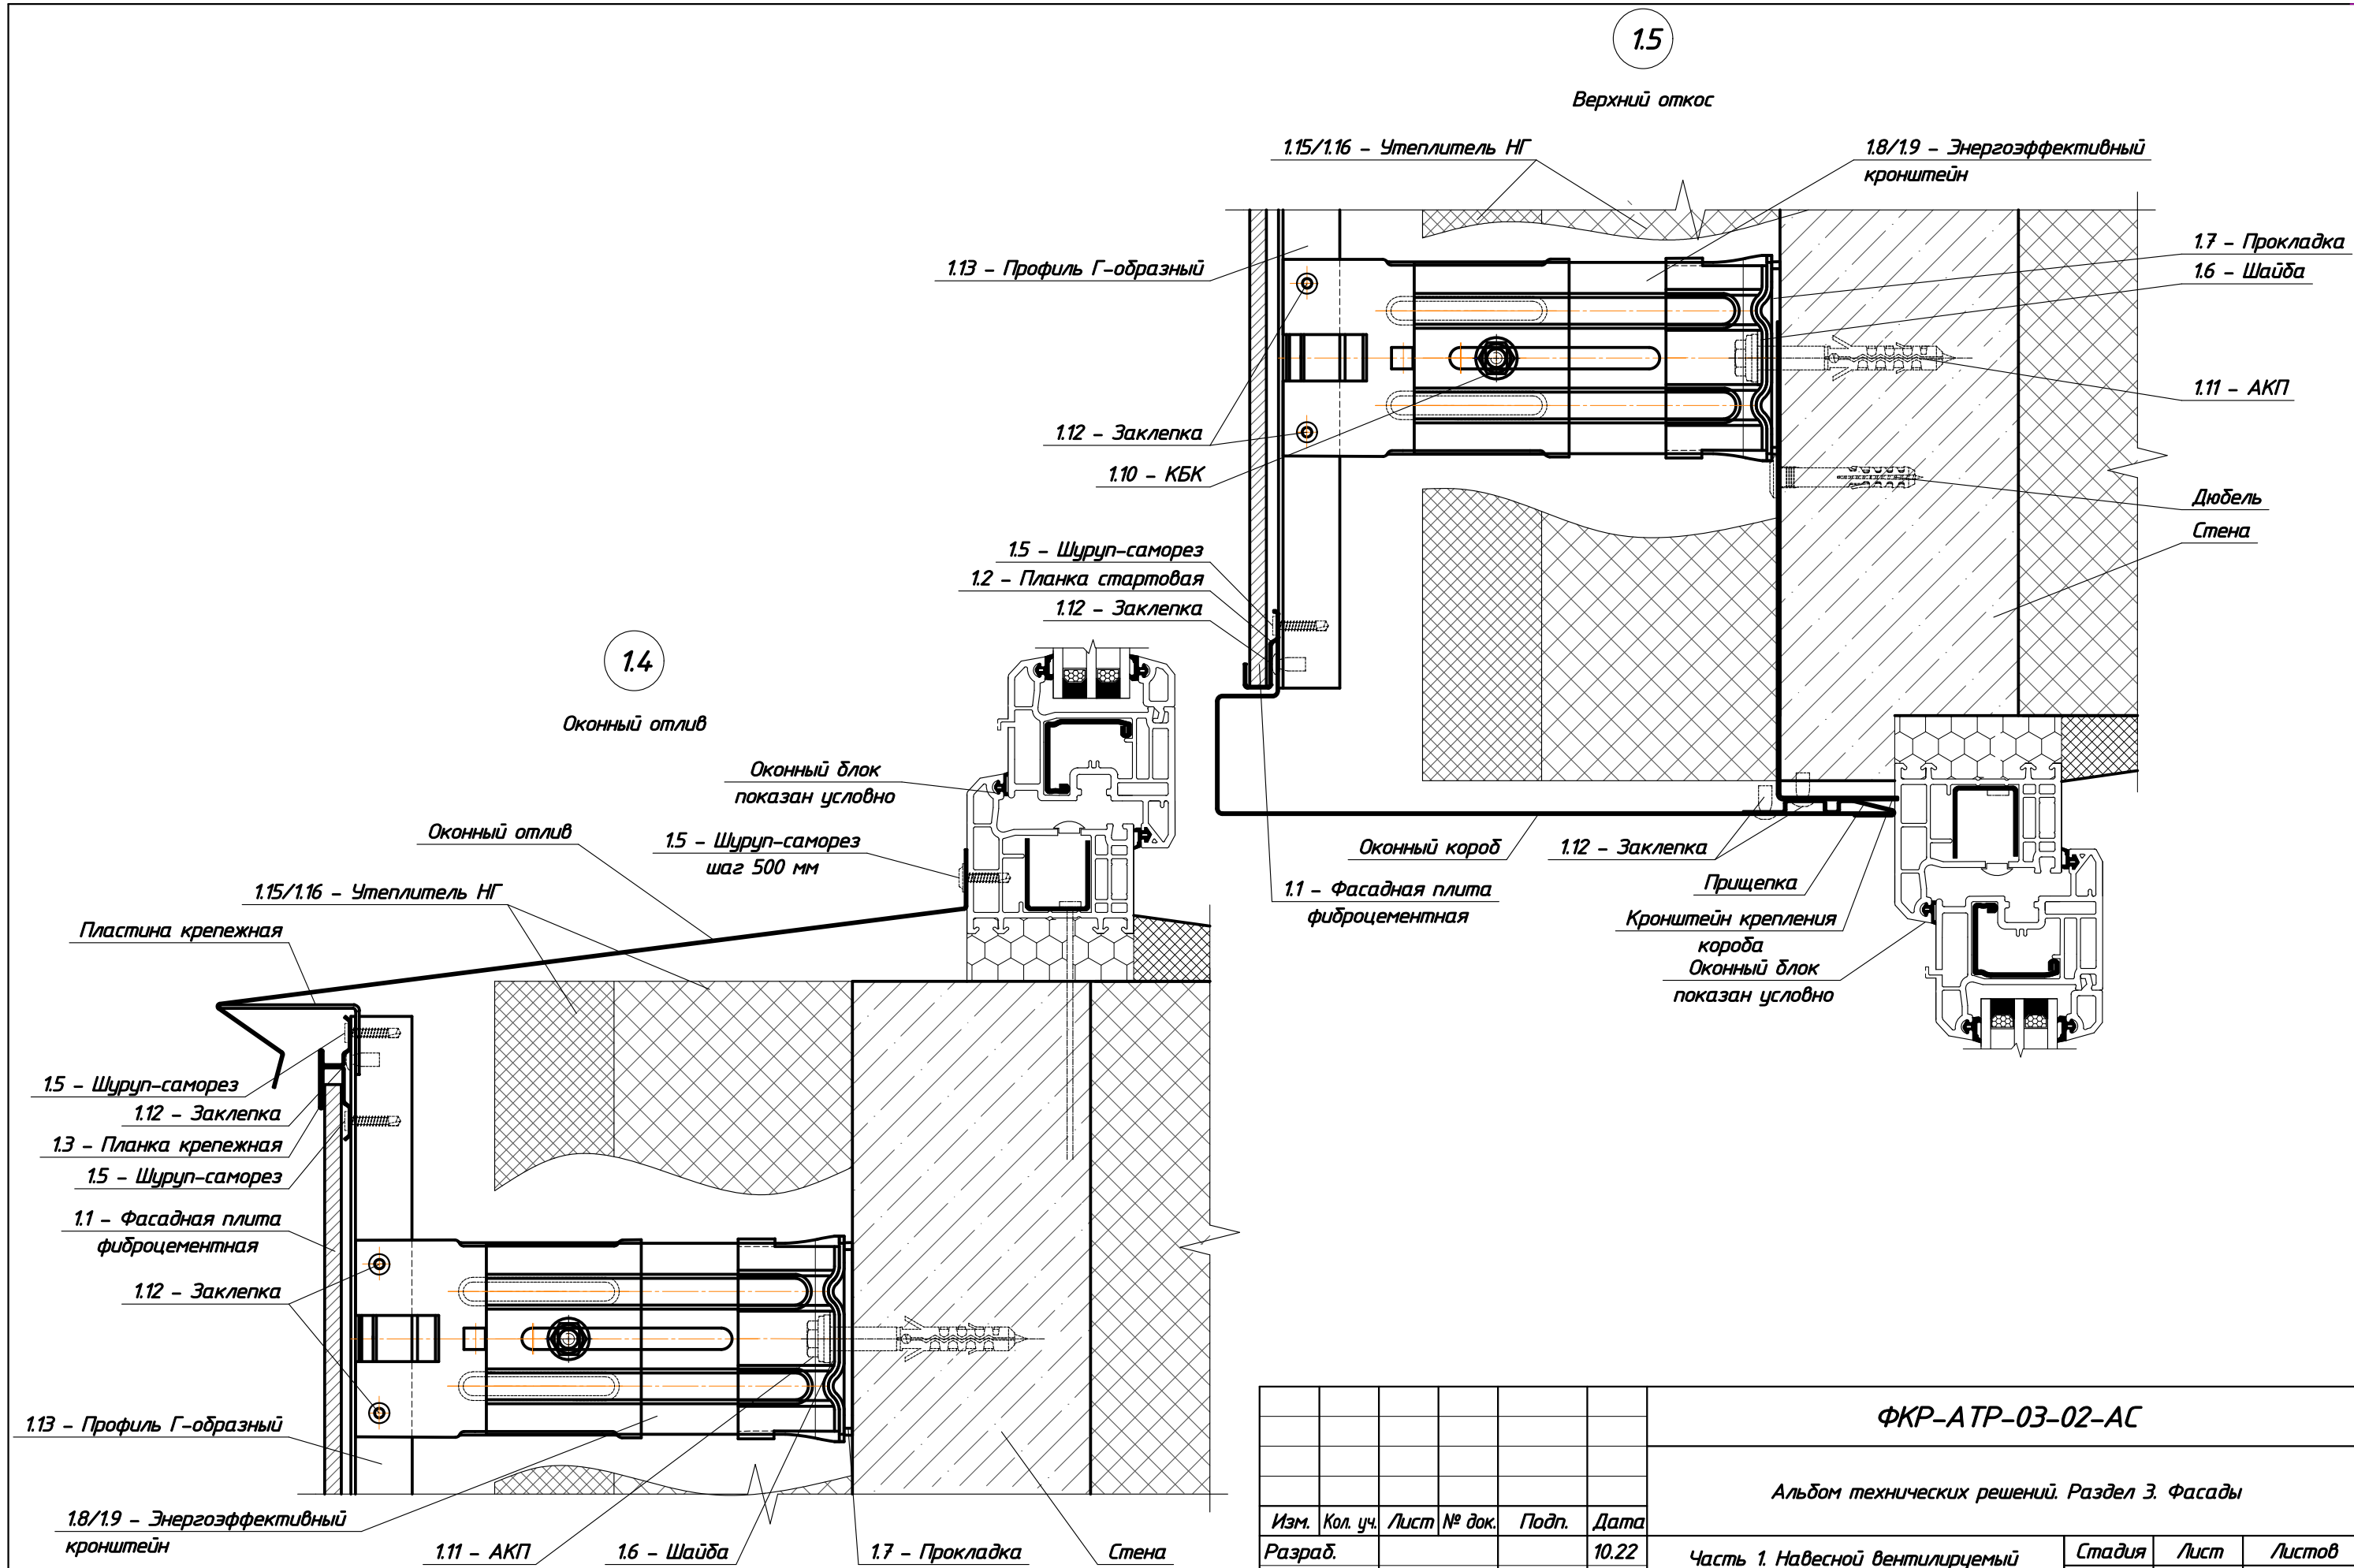 1.5
Верхний откос
1.15/1.16 - Утеплитель НГ
1.8/1.9 - Энергоэффективный
кронштейн
1.7 - Прокладка
1.6 - Шайба
1.13 - Профиль Г-образный
1.11 - АКП
1.12 - Заклепка
1.10 - КБК
Дюбель
Стена
1.5 - Шуруп-саморез
1.2 - Планка стартовая
1.12 - Заклепка
Оконный короб
1.12 - Заклепка
1.1 - Фасадная плита
фиброцементная
Прищепка
Кронштейн крепления
короба
Оконный блок
показан условно
1.4
Оконный отлив
Оконный блок
показан условно
Оконный отлив
1.5 - Шуруп-саморез
шаг 500 мм
1.15/1.16 - Утеплитель НГ
Пластина крепежная
1.5 - Шуруп-саморез
1.12 - Заклепка
1.3 - Планка крепежная
1.5 - Шуруп-саморез
1.1 - Фасадная плита
фиброцементная
1.12 - Заклепка
1.13 - Профиль Г-образный
1.8/1.9 - Энергоэффективный
кронштейн
1.11 - АКП
1.6 - Шайба
1.7 - Прокладка
Стена
ФКР-АТР-03-02-АС
Альбом технических решений. Раздел 3. Фасады
Изм. Кол. уч. Лист № док. Подп. Дата
Разраб. 10.22
Часть 1. Навесной вентилируемый
Стадия Лист Листов